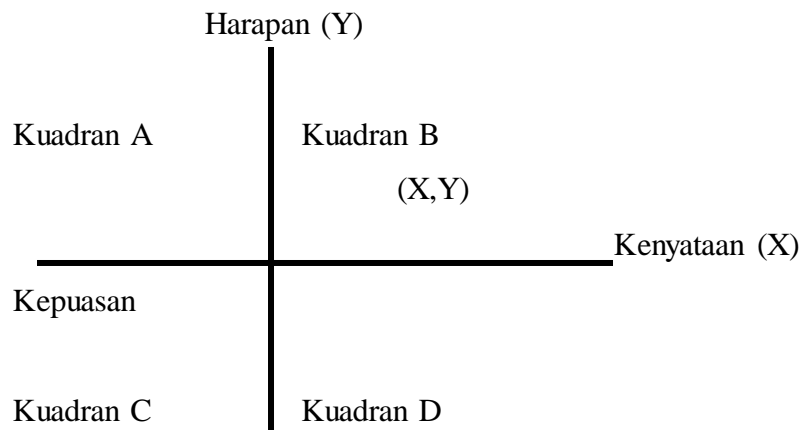 Harapan (Y)
Kuadran A
Kuadran B
(X,Y)
Kenyataan (X)
Kepuasan
Kuadran C
Kuadran D